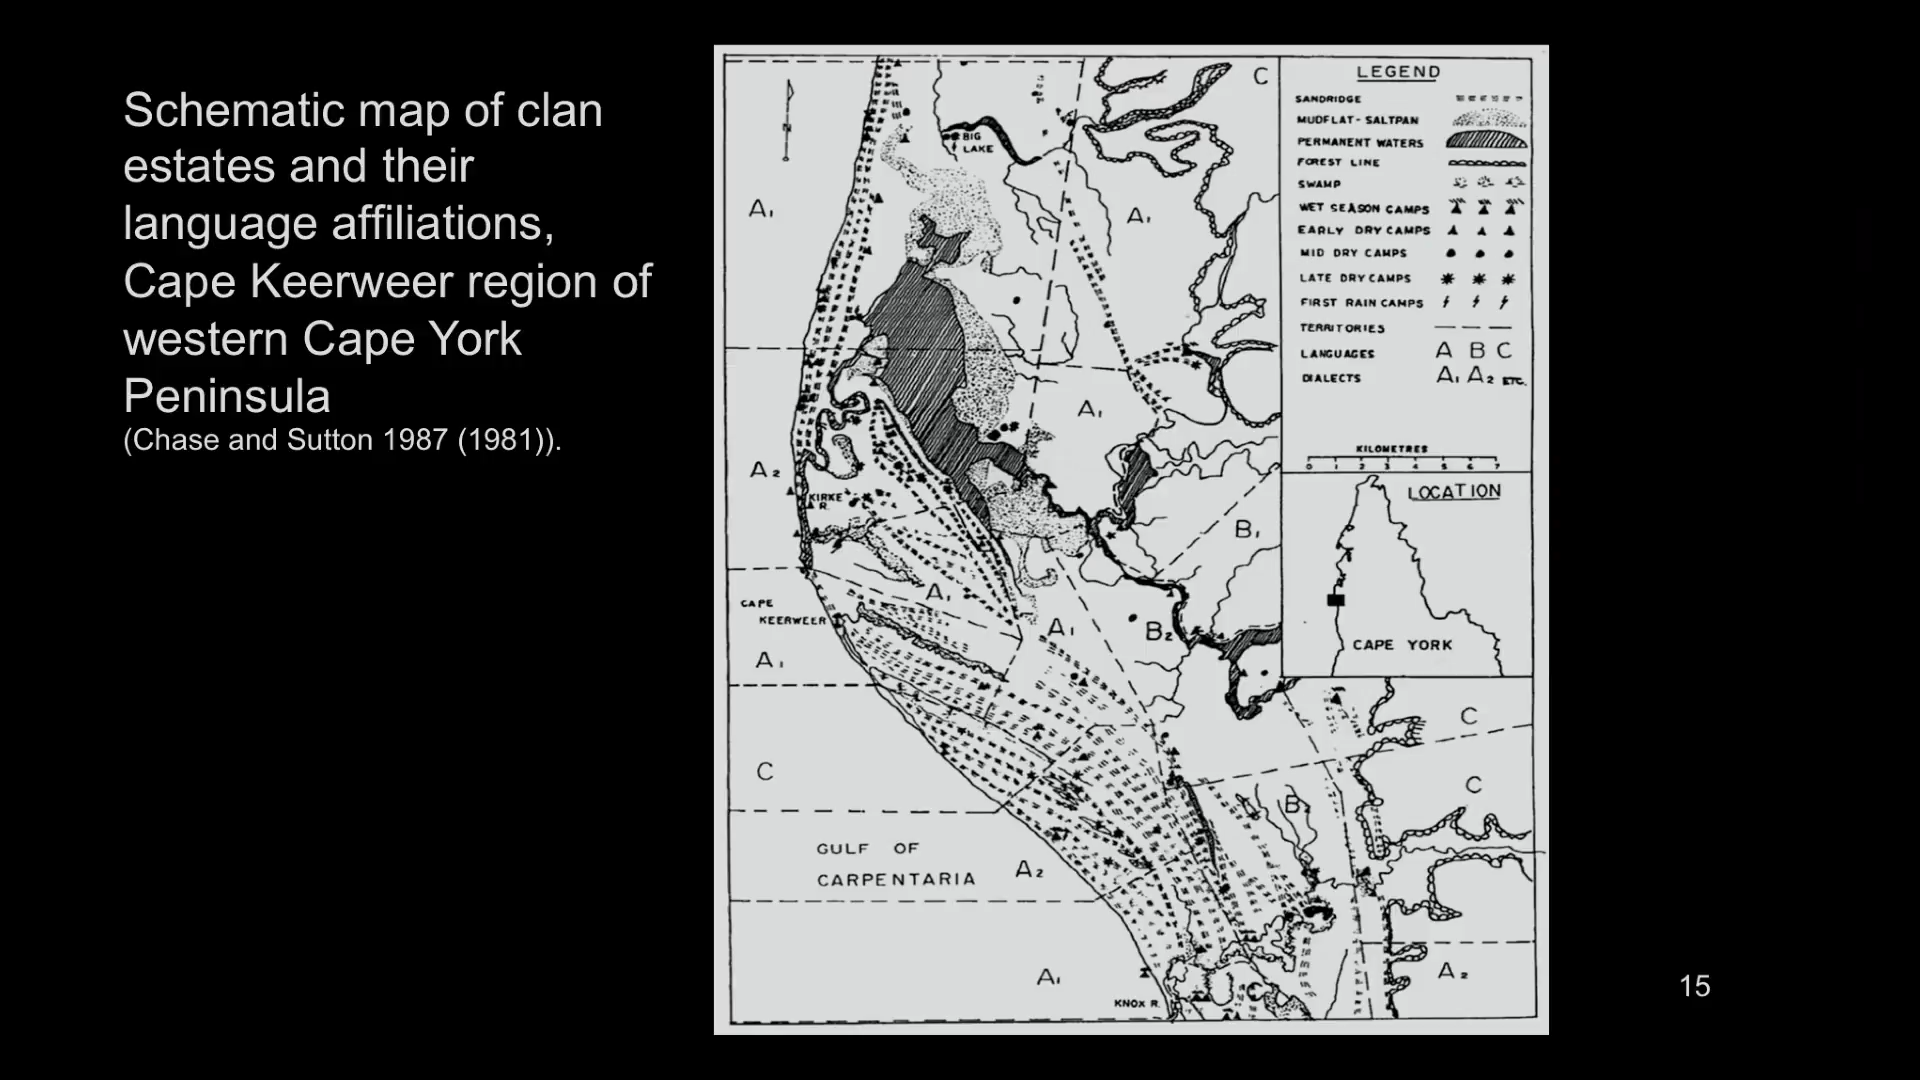 Schematic map of clan
estates and their
language affiliations,
Cape Keerweer region of
western Cape York
Peninsula
(Chase and Sutton 1987 (1981)).
N
BIG
LAKE
C
A₁
A₁
A₁
A₂
KIRKE
R.
B₁
A₁
CAPE
KEERWEER
A₁
B₂
A₁
C
GULF OF
CARPENTARIA
A₂
A₁
KNOX R.
C
C
C
B₂
A₂
LEGEND
SANDRIDGE
MUDFLAT - SALTPAN
PERMANENT WATERS
FOREST LINE
SWAMP
WET SEASON CAMPS
EARLY DRY CAMPS
MID DRY CAMPS
LATE DRY CAMPS
FIRST RAIN CAMPS
TERRITORIES
LANGUAGES A B C
DIALECTS A₁ A₂ ETC.
KILOMETRES
0 1 2 3 4 5 6 7
LOCATION
CAPE YORK
15